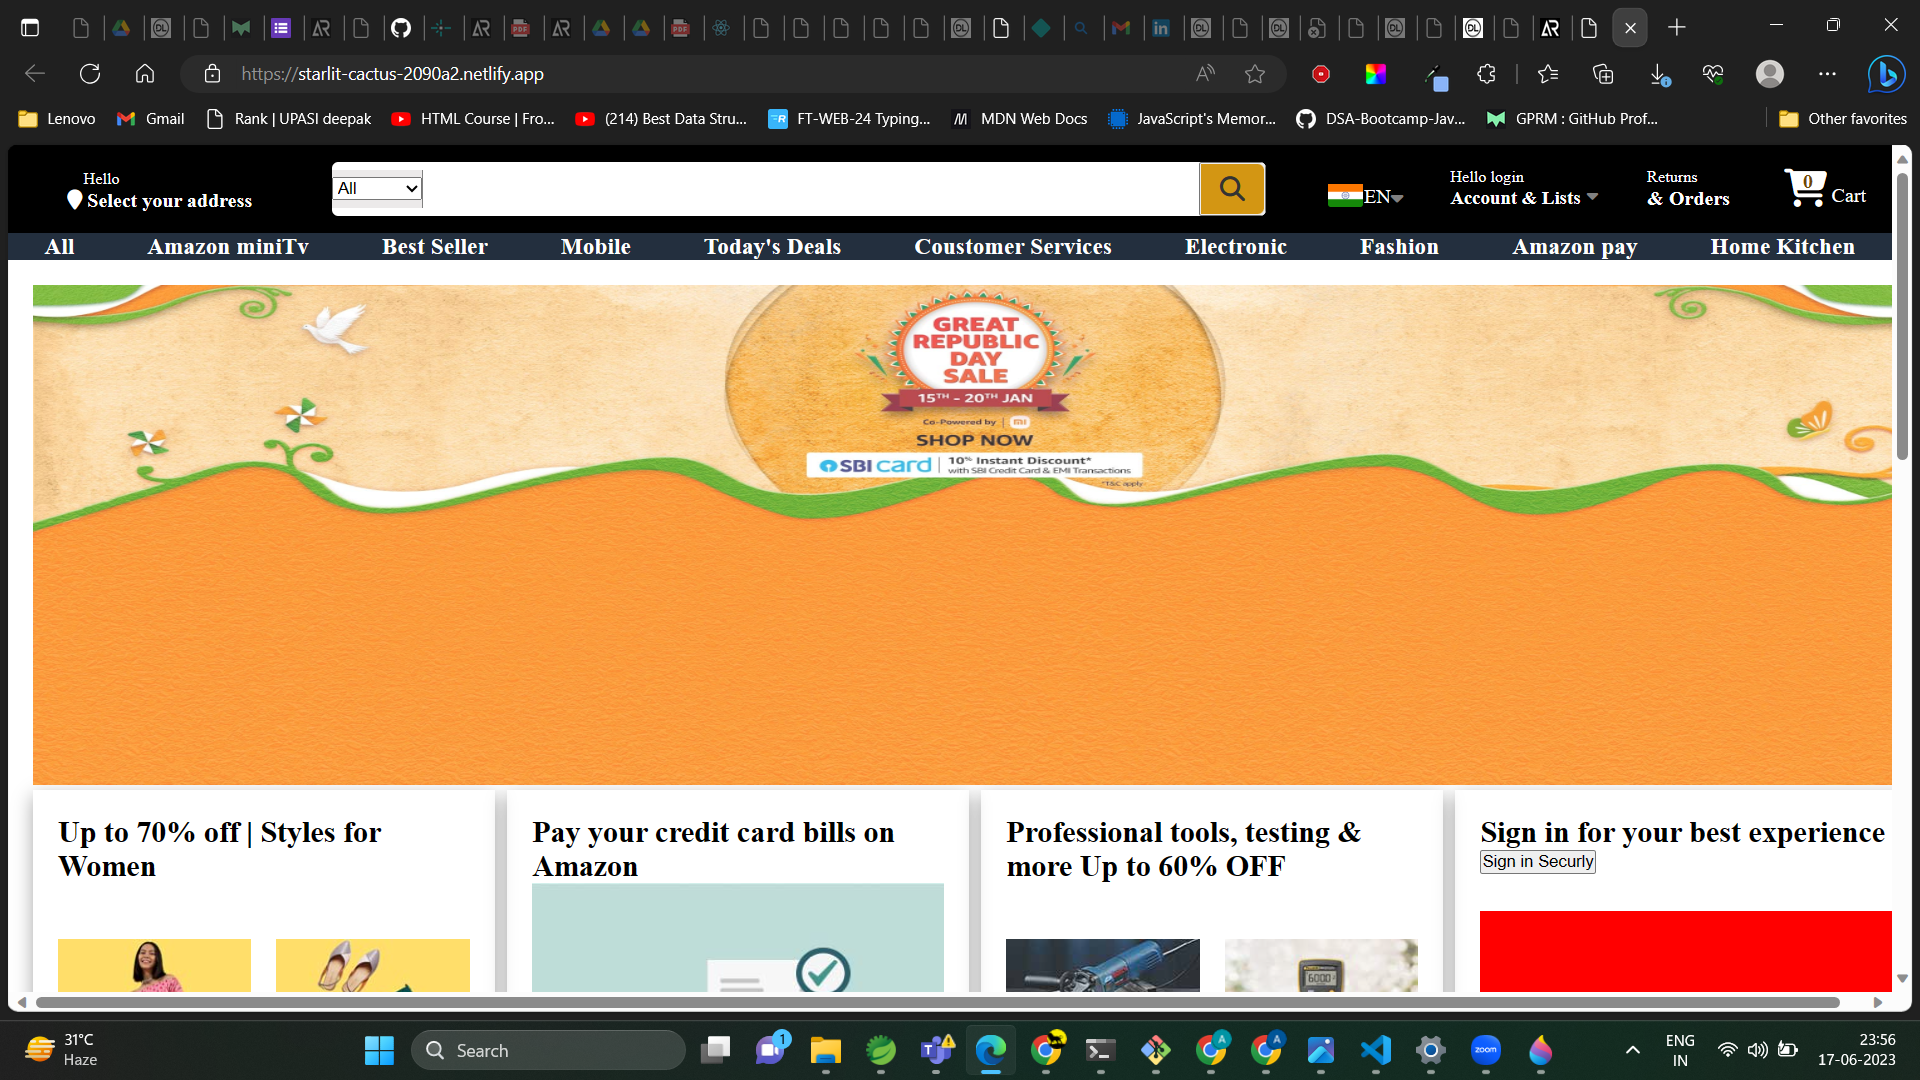 https://starlit-cactus-2090a2.netlify.app
Lenovo
Gmail
Rank | UPASI deepak
HTML Course | Fro...
(214) Best Data Stru...
FT-WEB-24 Typing...
MDN Web Docs
JavaScript's Memor...
DSA-Bootcamp-Jav...
GPRM : GitHub Prof...
Other favorites
Hello
Select your address
All
EN
Hello login
Account & Lists
Returns
& Orders
0
Cart
All
Amazon miniTv
Best Seller
Mobile
Today's Deals
Coustomer Services
Electronic
Fashion
Amazon pay
Home Kitchen
GREAT
REPUBLIC
DAY
SALE
15TH - 20TH JAN
Co-Powered by
SHOP NOW
SBI card
10% Instant Discount*
with SBI Credit Card & EMI Transactions
*T&C apply
Up to 70% off | Styles for
Women
Pay your credit card bills on
Amazon
Professional tools, testing &
more Up to 60% OFF
Sign in for your best experience
Sign in Securly
31°C
Haze
Search
1
zoom
ENG
IN
23:56
17-06-2023